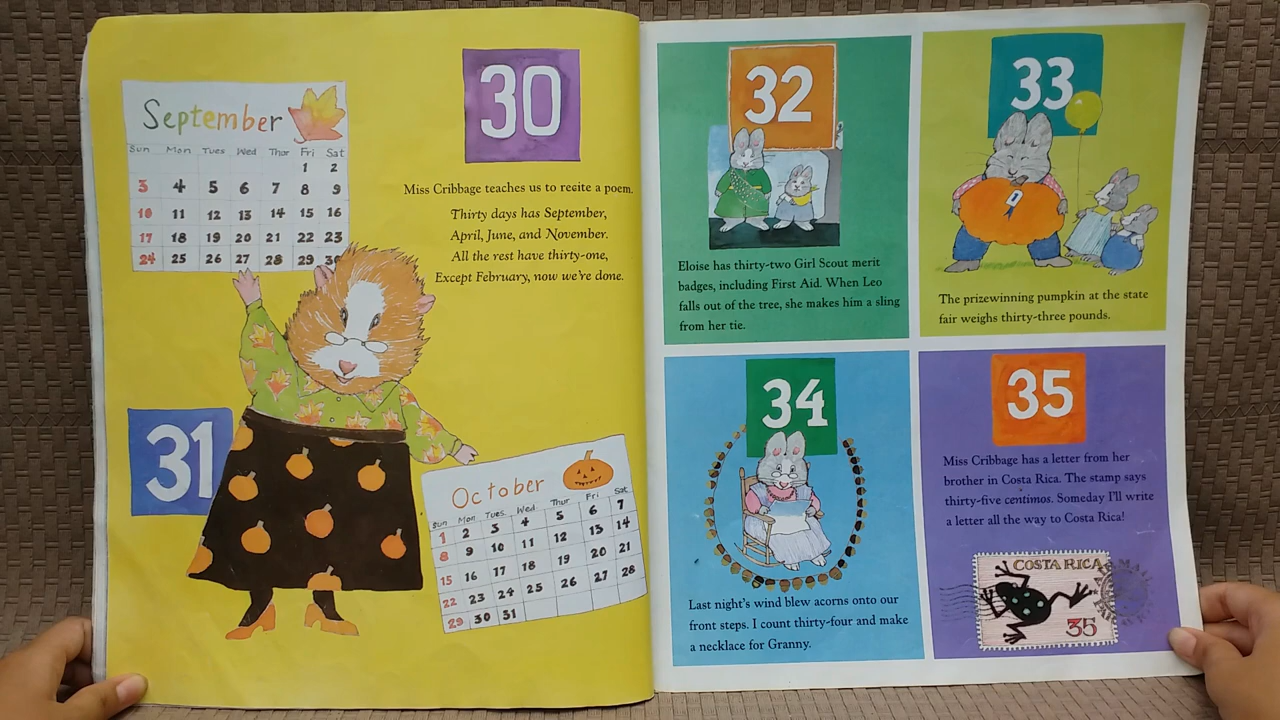 September
Sun Mon Tues Wed Thur Fri Sat
1 2
3 4 5 6 7 8 9
10 11 12 13 14 15 16
17 18 19 20 21 22 23
24 25 26 27 28 29 30
30
Miss Cribbage teaches us to recite a poem.
Thirty days has September,
April, June, and November.
All the rest have thirty-one,
Except February, now we're done.
31
October
Sun Mon Tues. Wed Thur Fri Sat
1 2 3 4 5 6 7
8 9 10 11 12 13 14
15 16 17 18 19 20 21
22 23 24 25 26 27 28
29 30 31
32
Eloise has thirty-two Girl Scout merit
badges, including First Aid. When Leo
falls out of the tree, she makes him a sling
from her tie.
33
The prizewinning pumpkin at the state
fair weighs thirty-three pounds.
34
Last night's wind blew acorns onto our
front steps. I count thirty-four and make
a necklace for Granny.
35
Miss Cribbage has a letter from her
brother in Costa Rica. The stamp says
thirty-five centimos. Someday I'll write
a letter all the way to Costa Rica!
COSTA RICA
35